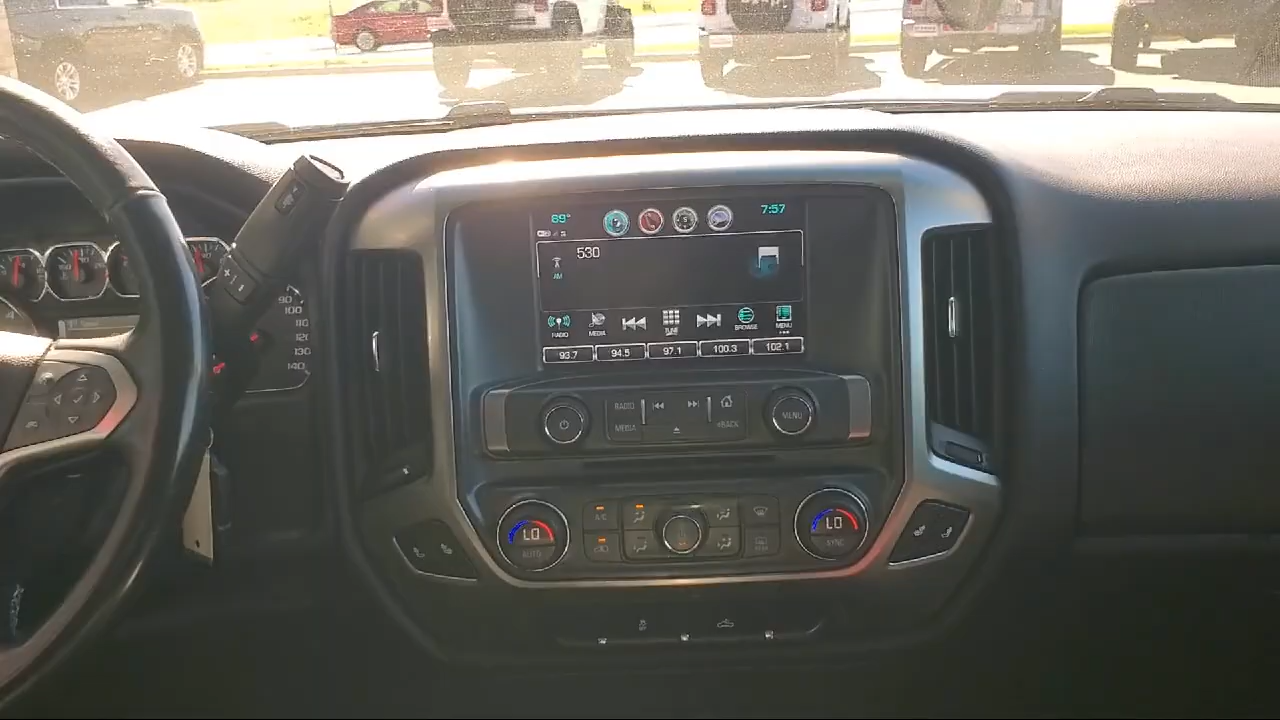 89°
7:57
530
AM
RADIO
MEDIA
TUNE
BROWSE
MENU
93.7
94.5
97.1
100.3
102.1
90
100
110
120
130
140
RADIO
MEDIA
BACK
MENU
LO
AUTO
A/C
LO
SYNC